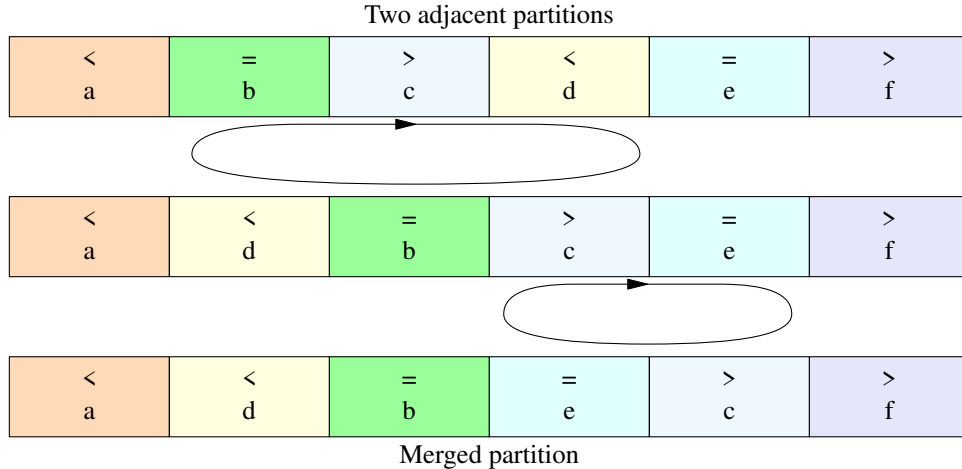 Two adjacent partitions
< = > < = >
a b c d e f
< < = > = >
a d b c e f
< < = = > >
a d b e c f
Merged partition